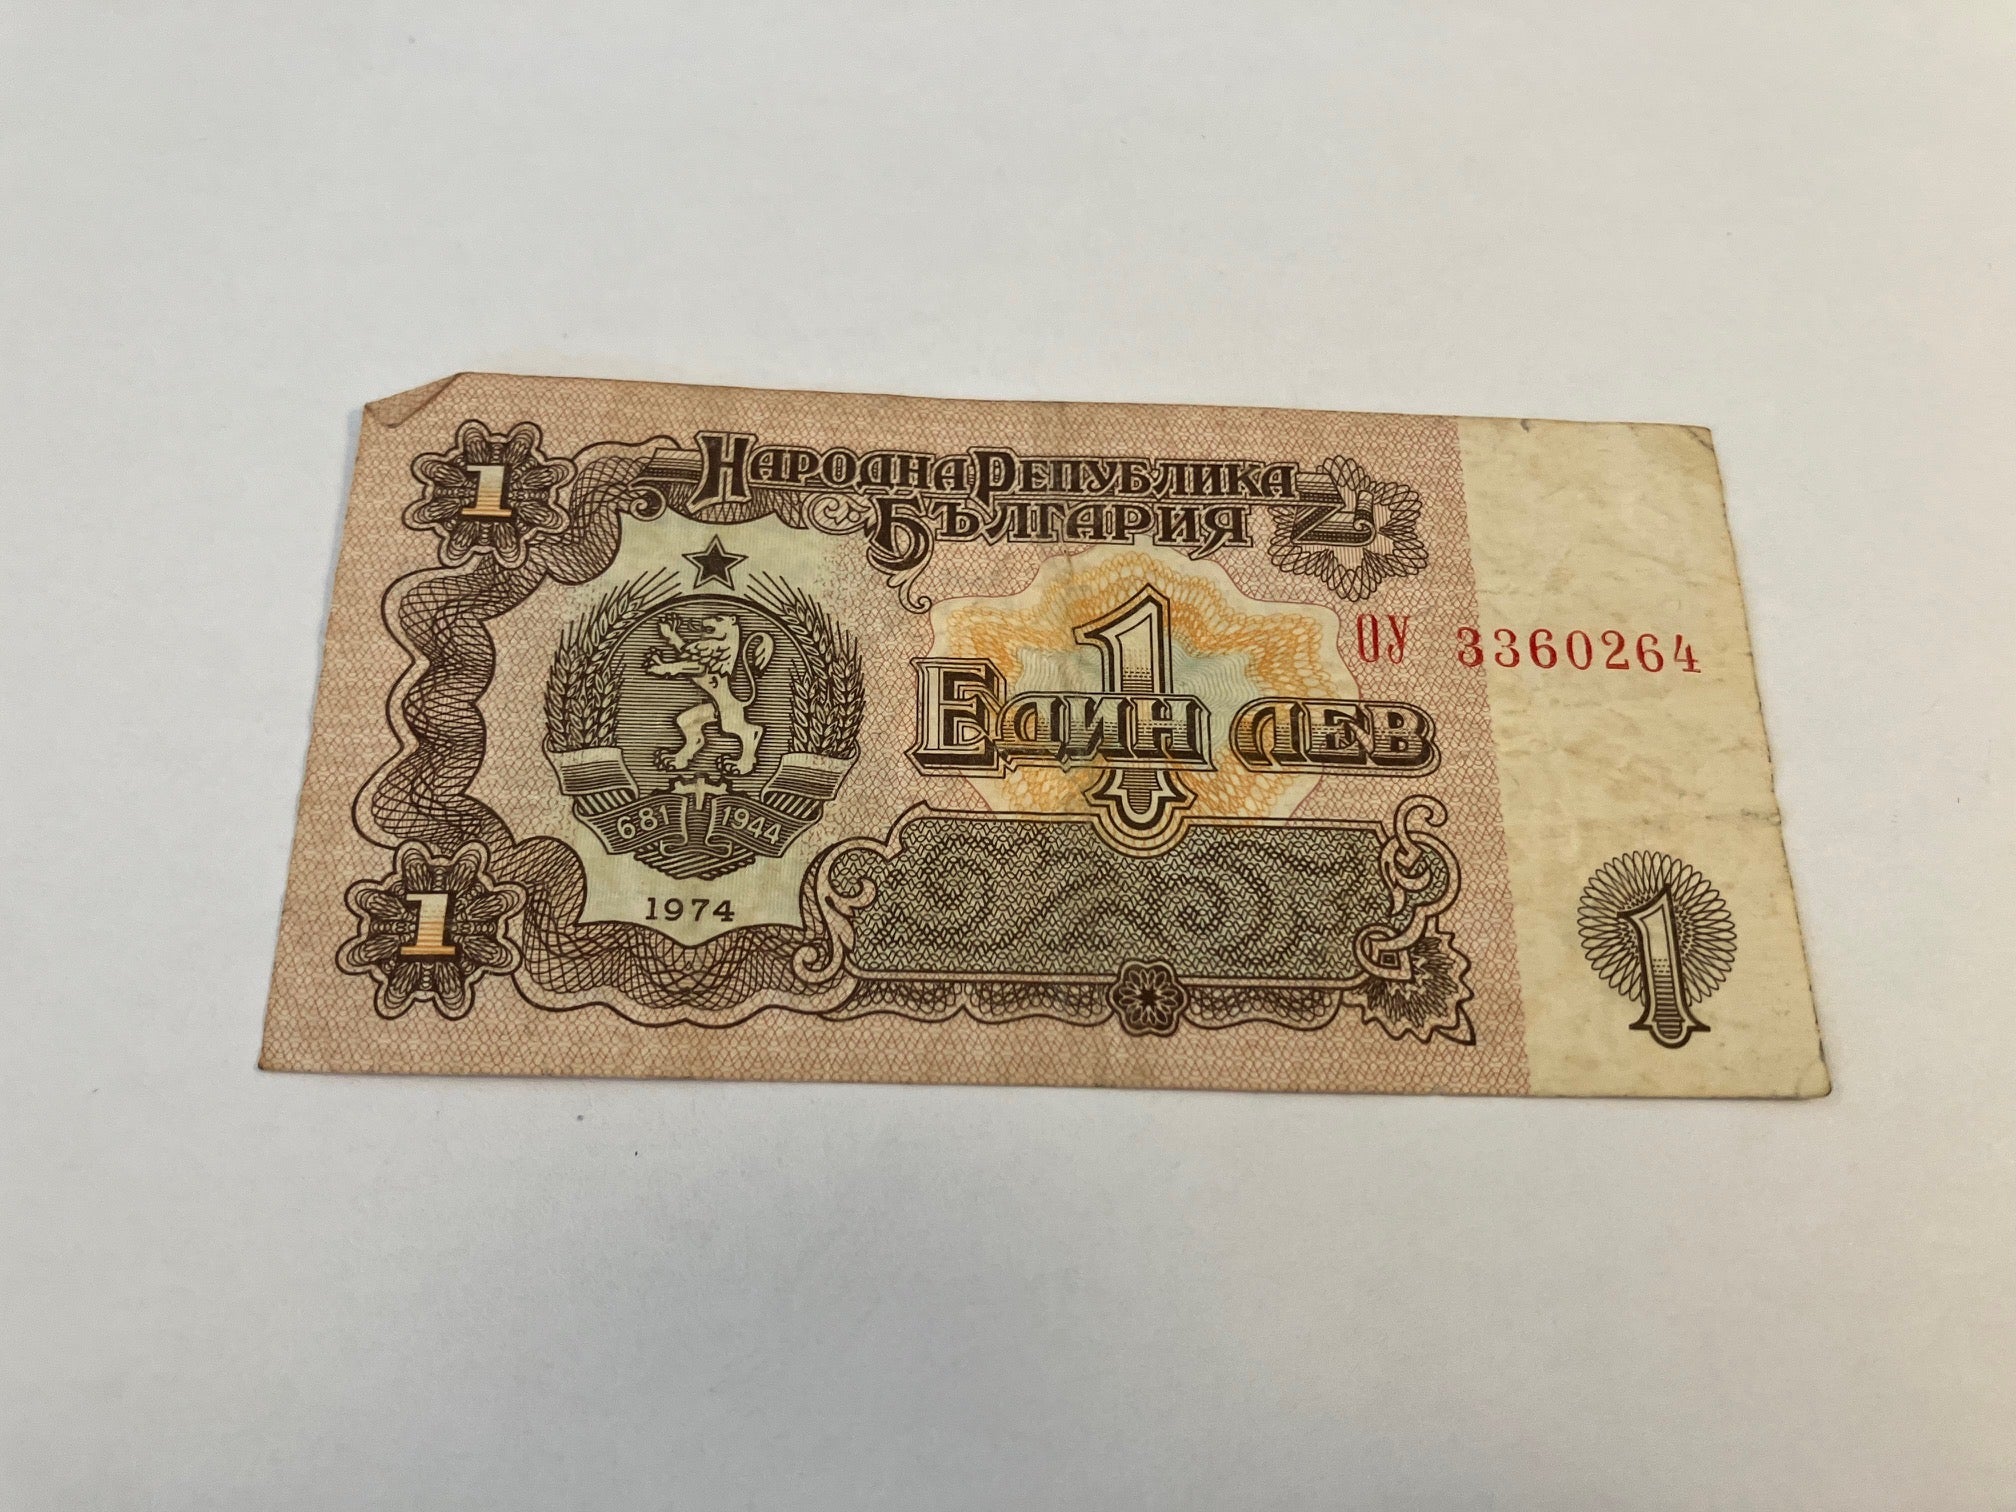 1
Народна Република
България
1
ОУ 3360264
Един лев
681 1944
1974
1
1